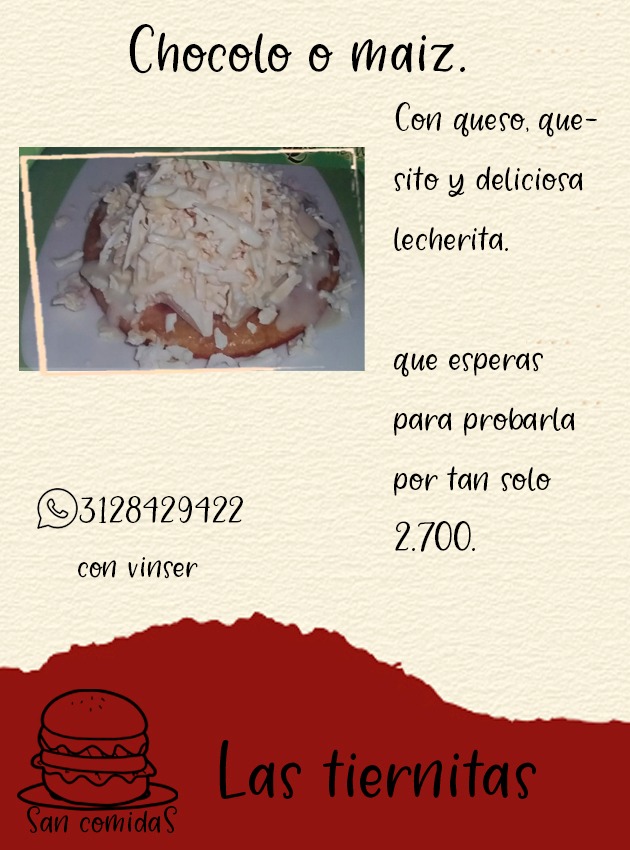 Chocolo o maiz.
Con queso, que-
sito y deliciosa
lecherita.
que esperas
para probarla
por tan solo
2.700.
3128429422
con vinser
Las tiernitas
San comidaS